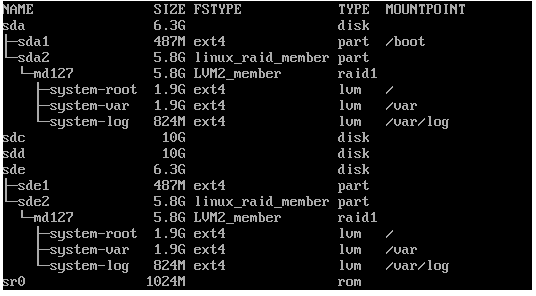 NAME                SIZE FSTYPE            TYPE  MOUNTPOINT
sda                 6.3G                   disk
├─sda1              487M ext4              part  /boot
└─sda2              5.8G linux_raid_member part
  └─md127           5.8G LVM2_member       raid1
    ├─system-root   1.9G ext4              lvm   /
    ├─system-var    1.9G ext4              lvm   /var
    └─system-log    824M ext4              lvm   /var/log
sdc                  10G                   disk
sdd                  10G                   disk
sde                 6.3G                   disk
├─sde1              487M ext4              part
└─sde2              5.8G linux_raid_member part
  └─md127           5.8G LVM2_member       raid1
    ├─system-root   1.9G ext4              lvm   /
    ├─system-var    1.9G ext4              lvm   /var
    └─system-log    824M ext4              lvm   /var/log
sr0                1024M                   rom